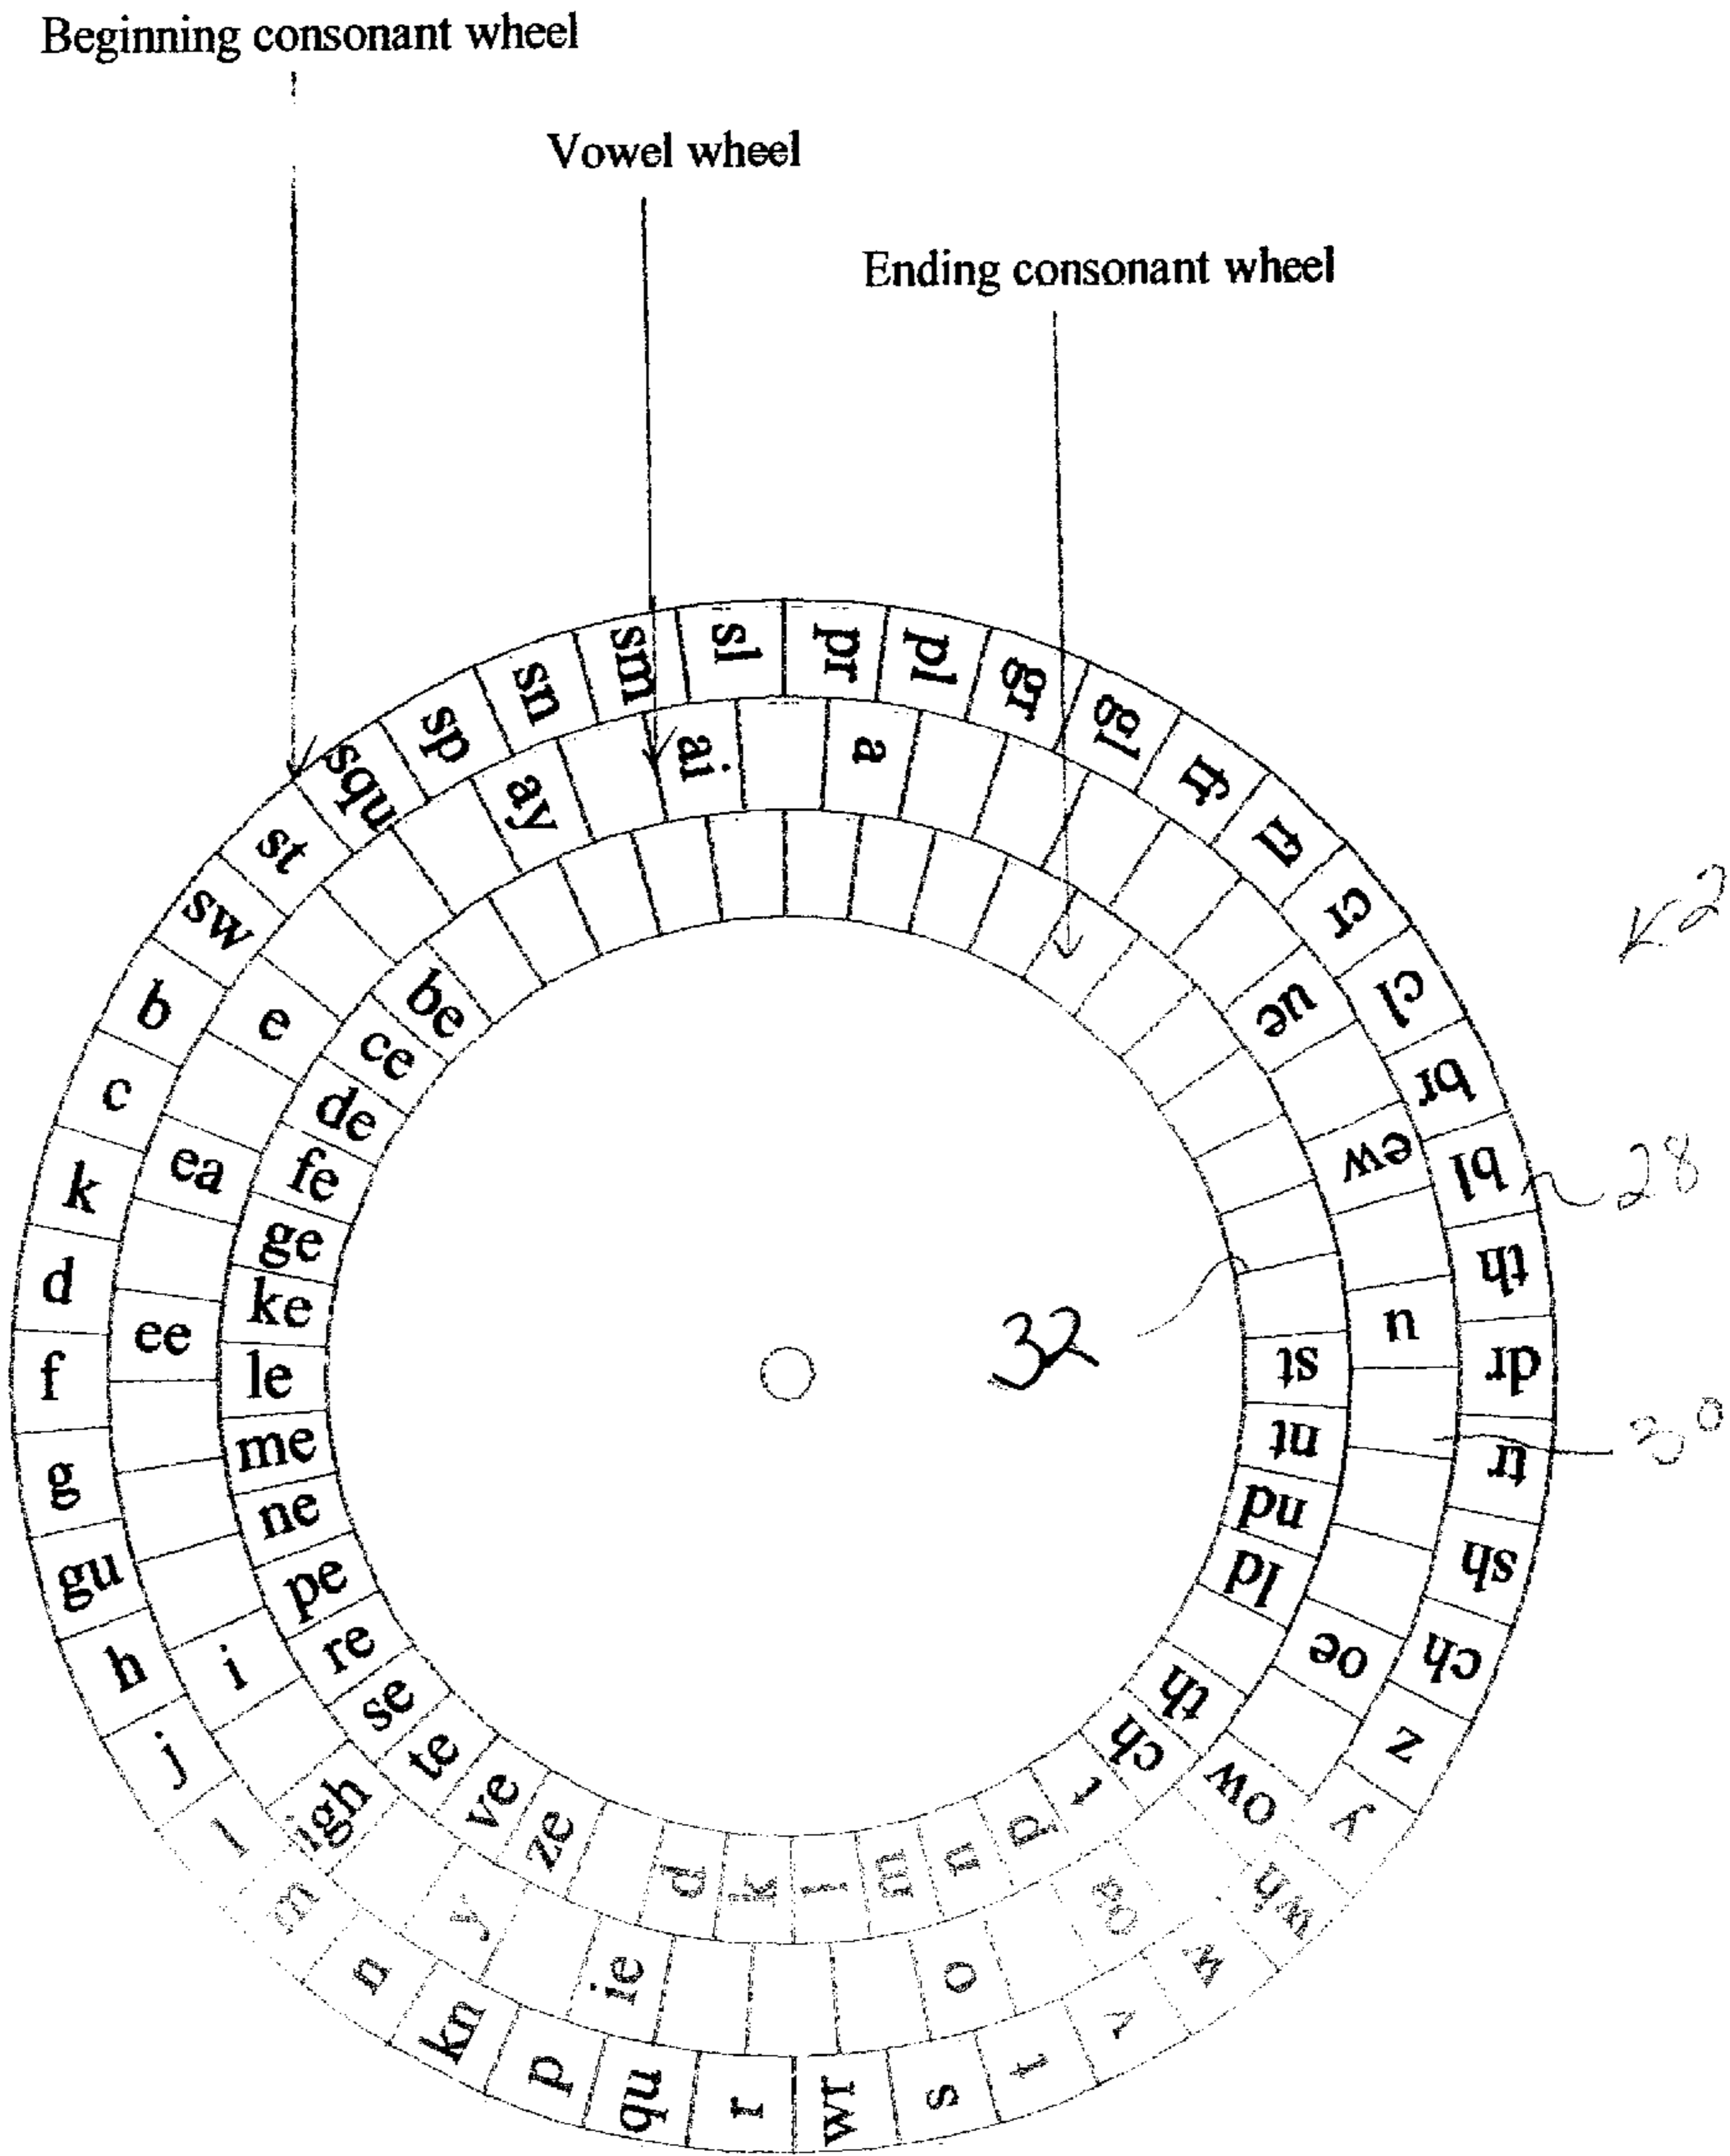 Beginning consonant wheel
Vowel wheel
Ending consonant wheel
b
c
k
d
f
g
gu
h
j
l
m
n
kn
p
qu
r
wr
s
t
v
w
wh
y
z
ch
sh
tr
dr
th
bl
br
cl
cr
fl
fr
gl
gr
pl
pr
sl
sm
sn
sp
squ
st
sw
a
ai
ay
e
ea
ee
i
igh
y
ie
o
oa
ow
oe
u
ew
ue
be
ce
de
fe
ge
ke
le
me
ne
pe
re
se
te
ve
ze
d
k
l
m
n
p
t
ch
th
ld
nd
nt
st
2
28
32
30